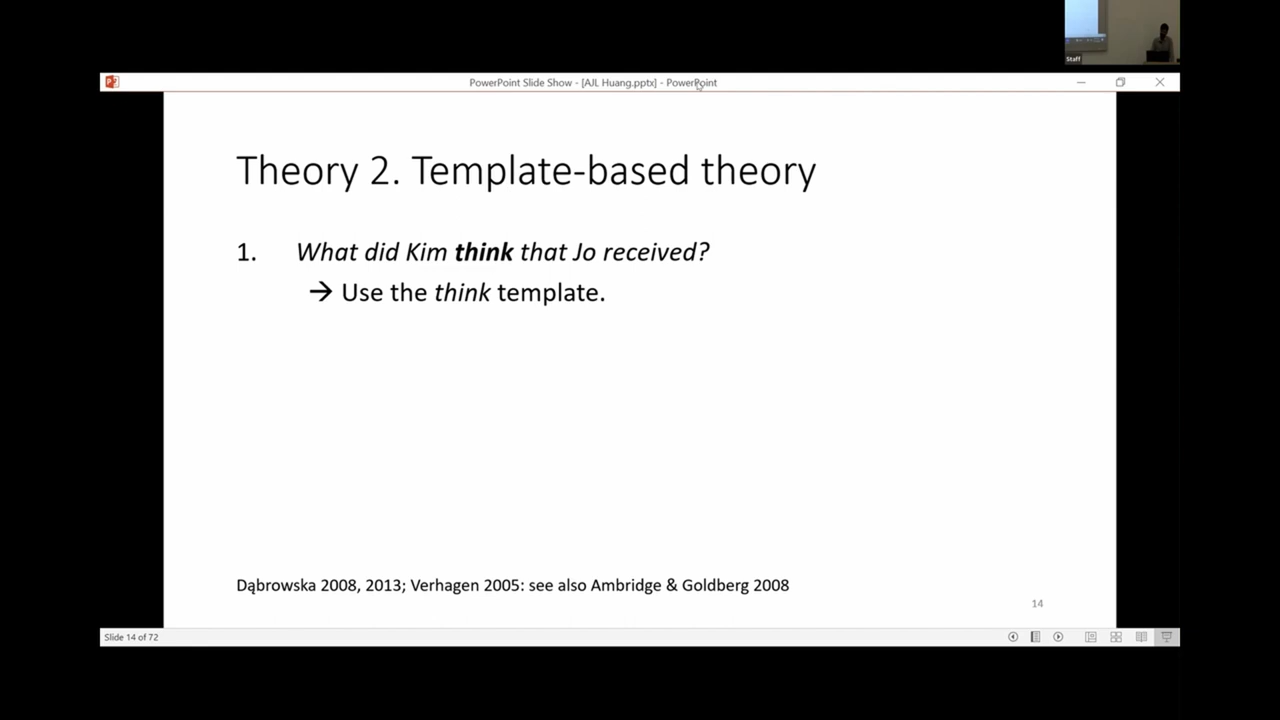 Staff
PowerPoint Slide Show - [AJL Huang.pptx] - PowerPoint
Theory 2. Template-based theory
1. What did Kim think that Jo received?
→ Use the think template.
Dąbrowska 2008, 2013; Verhagen 2005: see also Ambridge & Goldberg 2008
14
Slide 14 of 72